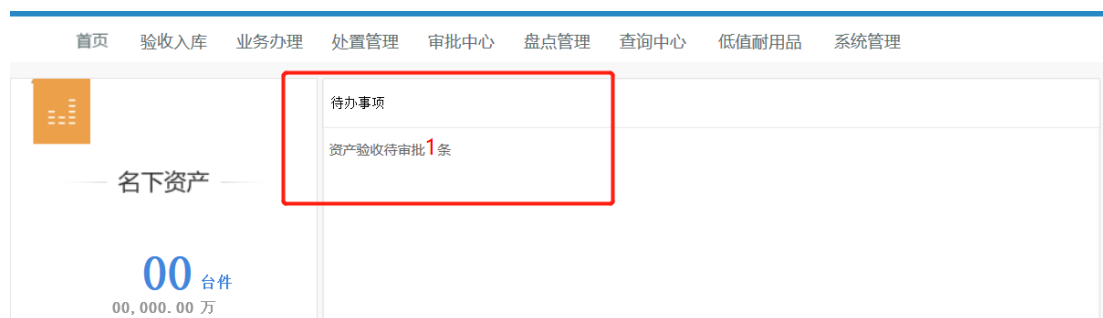 首页 验收入库 业务办理 处置管理 审批中心 盘点管理 查询中心 低值耐用品 系统管理
待办事项
资产验收待审批1条
名下资产
00 台件
00,000.00 万